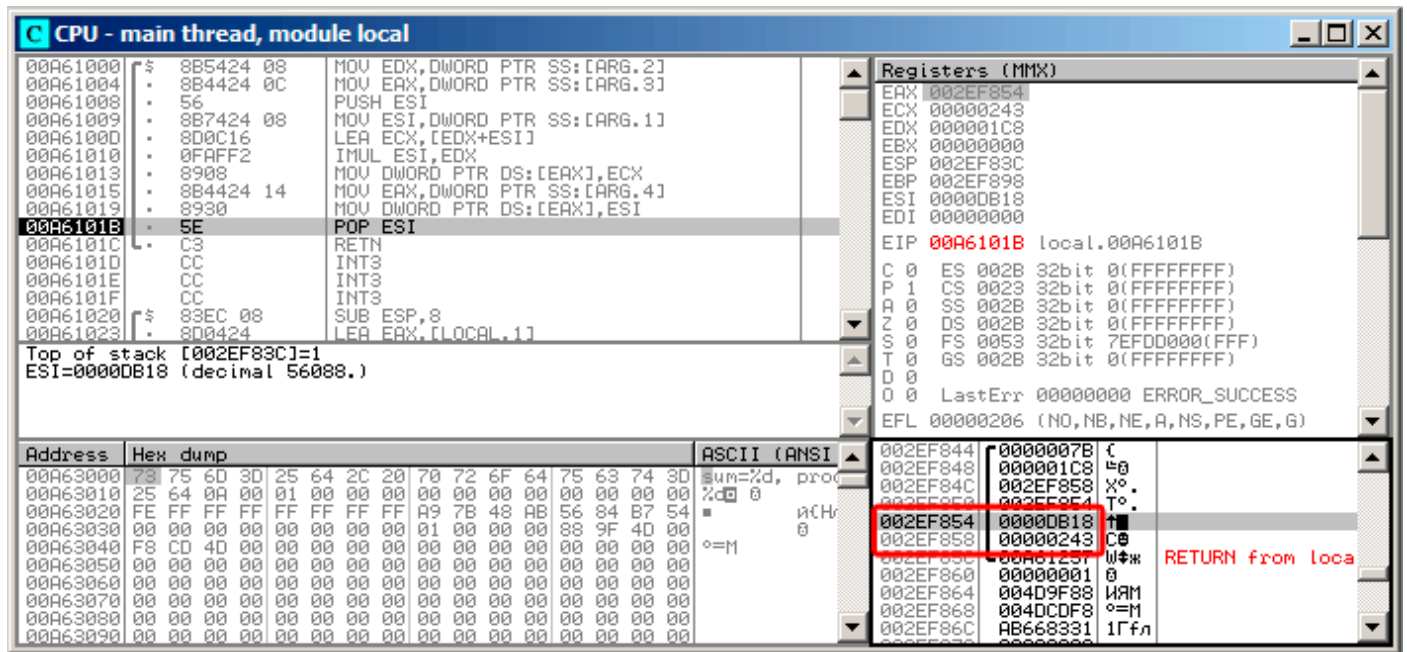 CPU - main thread, module local
00A61000 $ 8B5424 08 MOV EDX,DWORD PTR SS:[ARG.2]
00A61004 . 8B4424 0C MOV EAX,DWORD PTR SS:[ARG.3]
00A61008 . 56 PUSH ESI
00A61009 . 8B7424 08 MOV ESI,DWORD PTR SS:[ARG.1]
00A6100D . 8D0C16 LEA ECX,[EDX+ESI]
00A61010 . 0FAFF2 IMUL ESI,EDX
00A61013 . 8908 MOV DWORD PTR DS:[EAX],ECX
00A61015 . 8B4424 14 MOV EAX,DWORD PTR SS:[ARG.4]
00A61019 . 8930 MOV DWORD PTR DS:[EAX],ESI
00A6101B . 5E POP ESI
00A6101C . C3 RETN
00A6101D CC INT3
00A6101E CC INT3
00A6101F CC INT3
00A61020 $ 83EC 08 SUB ESP,8
00A61023 . 8D0424 LEA EAX,[LOCAL.1]
Top of stack [002EF83C]=1
ESI=0000DB18 (decimal 56088.)
Registers (MMX)
EAX 002EF854
ECX 00000243
EDX 000001C8
EBX 00000000
ESP 002EF83C
EBP 002EF898
ESI 0000DB18
EDI 00000000
EIP 00A6101B local.00A6101B
C 0 ES 002B 32bit 0(FFFFFFFF)
P 1 CS 0023 32bit 0(FFFFFFFF)
A 0 SS 002B 32bit 0(FFFFFFFF)
Z 0 DS 002B 32bit 0(FFFFFFFF)
S 0 FS 0053 32bit 7EFDD000(FFF)
T 0 GS 002B 32bit 0(FFFFFFFF)
D 0
O 0 LastErr 00000000 ERROR_SUCCESS
EFL 00000206 (NO,NB,NE,A,NS,PE,GE,G)
Address Hex dump ASCII (ANSI
00A63000 73 75 6D 3D 25 64 2C 20 70 72 6F 64 75 63 74 3D sum=%d, prod
00A63010 25 64 0A 00 01 00 00 00 00 00 00 00 00 00 00 00 %d
00A63020 FE FF FF FF FF FF FF FF A9 7B 48 AB 56 84 B7 54
00A63030 00 00 00 00 00 00 00 00 01 00 00 00 88 9F 4D 00
00A63040 F8 CD 4D 00 00 00 00 00 00 00 00 00 00 00 00 00 °=M
00A63050 00 00 00 00 00 00 00 00 00 00 00 00 00 00 00 00
00A63060 00 00 00 00 00 00 00 00 00 00 00 00 00 00 00 00
00A63070 00 00 00 00 00 00 00 00 00 00 00 00 00 00 00 00
00A63080 00 00 00 00 00 00 00 00 00 00 00 00 00 00 00 00
00A63090 00 00 00 00 00 00 00 00 00 00 00 00 00 00 00 00
002EF844 0000007B {
002EF848 000001C8
002EF84C 002EF858 X°.
002EF850 002EF854 T°.
002EF854 0000DB18
002EF858 00000243 C
002EF85C 00A61257 W‡ж RETURN from loca
002EF860 00000001
002EF864 004D9F88 ИЯМ
002EF868 004DCDF8 °=M
002EF86C AB668331 1Гfл